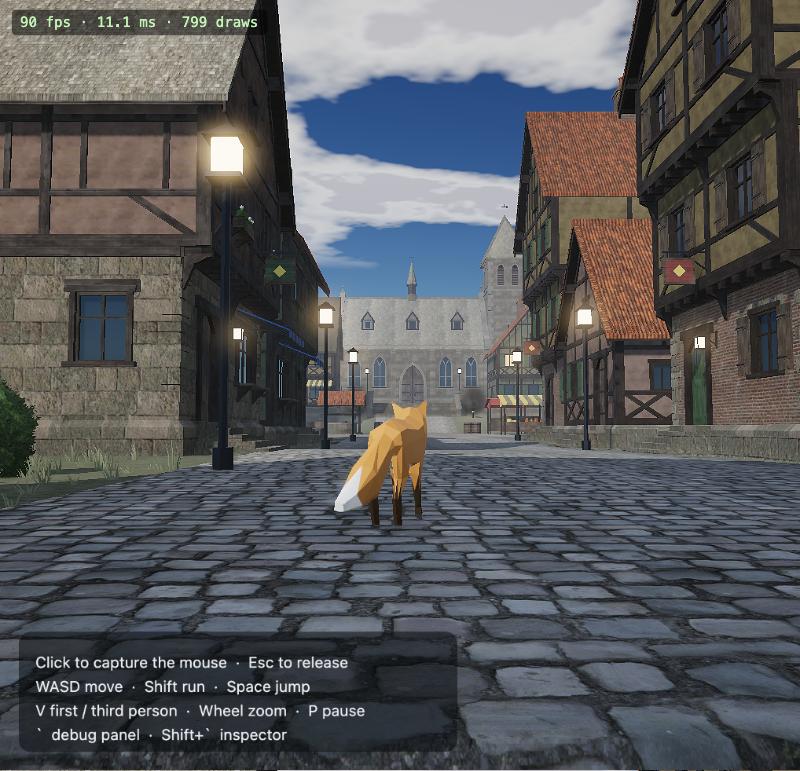 90 fps · 11.1 ms · 799 draws
Click to capture the mouse · Esc to release
WASD move · Shift run · Space jump
V first / third person · Wheel zoom · P pause
` debug panel · Shift+` inspector